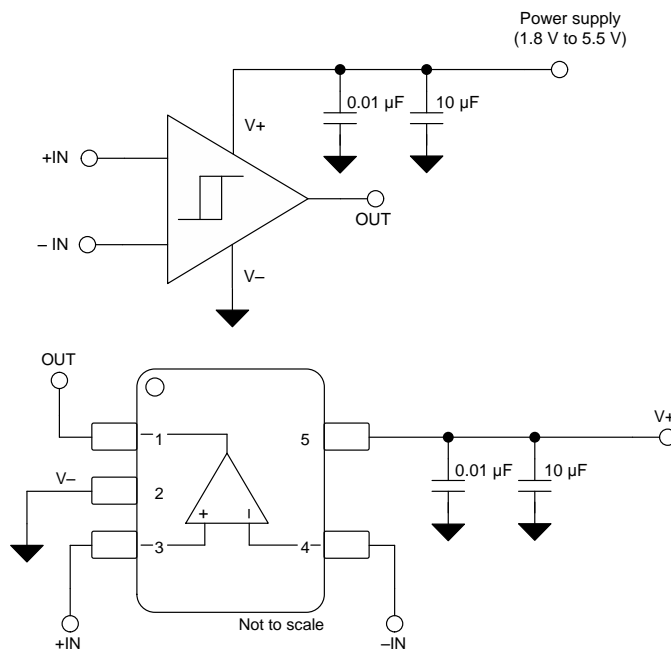 Power supply
(1.8 V to 5.5 V)
0.01 µF
10 µF
V+
+IN
OUT
– IN
V–
OUT
V+
1
5
0.01 µF
10 µF
V–
2
+
–
3
4
Not to scale
+IN
–IN